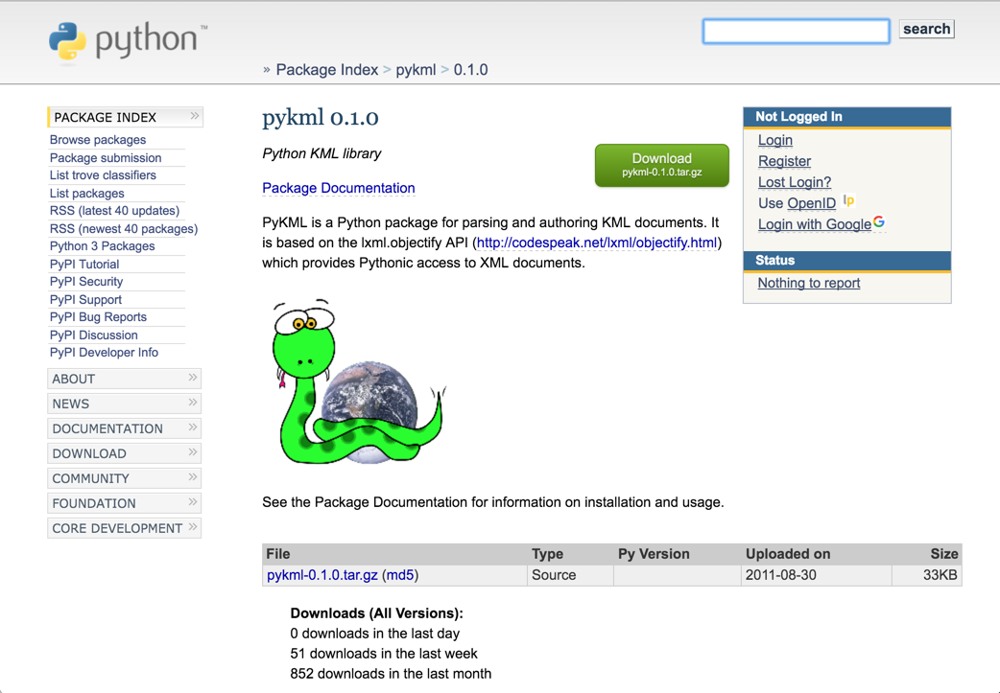 python™
search
» Package Index > pykml > 0.1.0
PACKAGE INDEX »
Browse packages
Package submission
List trove classifiers
List packages
RSS (latest 40 updates)
RSS (newest 40 packages)
Python 3 Packages
PyPI Tutorial
PyPI Security
PyPI Support
PyPI Bug Reports
PyPI Discussion
PyPI Developer Info
ABOUT »
NEWS »
DOCUMENTATION »
DOWNLOAD »
COMMUNITY »
FOUNDATION »
CORE DEVELOPMENT »
pykml 0.1.0
Python KML library
Download
pykml-0.1.0.tar.gz
Package Documentation
PyKML is a Python package for parsing and authoring KML documents. It
is based on the lxml.objectify API (http://codespeak.net/lxml/objectify.html)
which provides Pythonic access to XML documents.
See the Package Documentation for information on installation and usage.
File Type Py Version Uploaded on Size
pykml-0.1.0.tar.gz (md5) Source 2011-08-30 33KB
Downloads (All Versions):
0 downloads in the last day
51 downloads in the last week
852 downloads in the last month
Not Logged In
Login
Register
Lost Login?
Use OpenID lp
Login with Google G
Status
Nothing to report